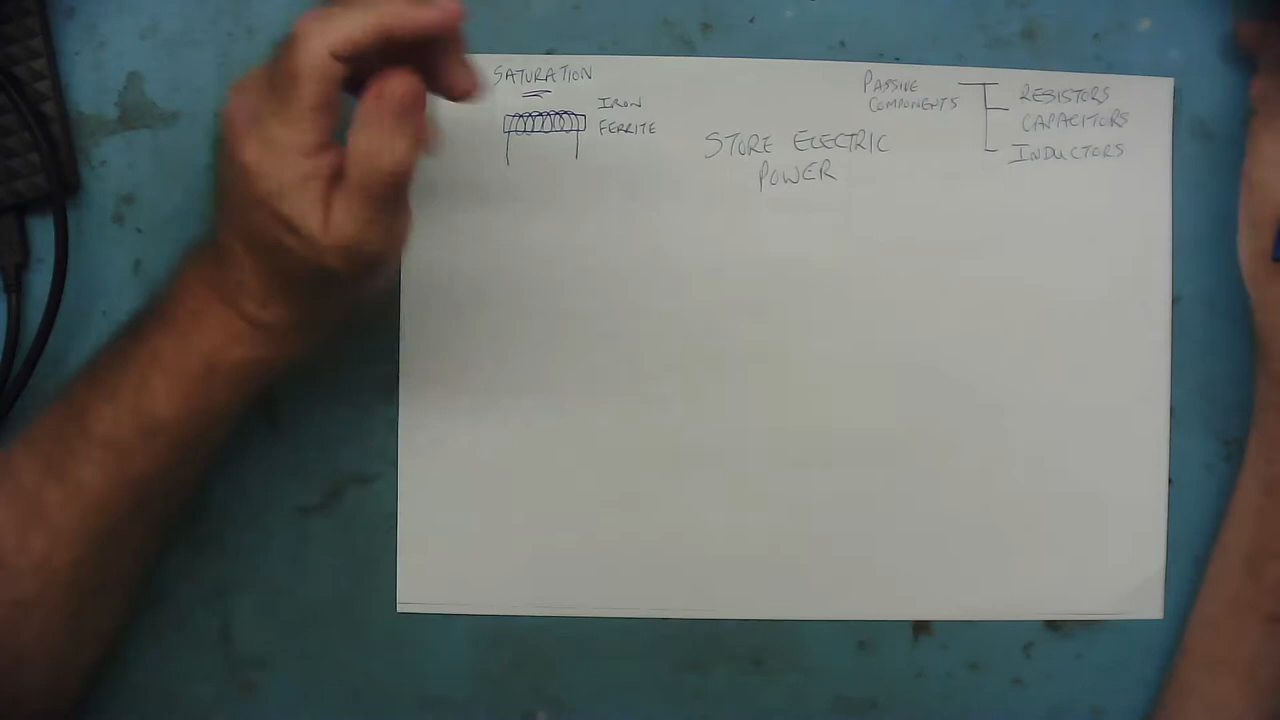 SATURATION
IRON
FERRITE
STORE ELECTRIC
POWER
PASSIVE
COMPONENTS
RESISTORS
CAPACITORS
INDUCTORS